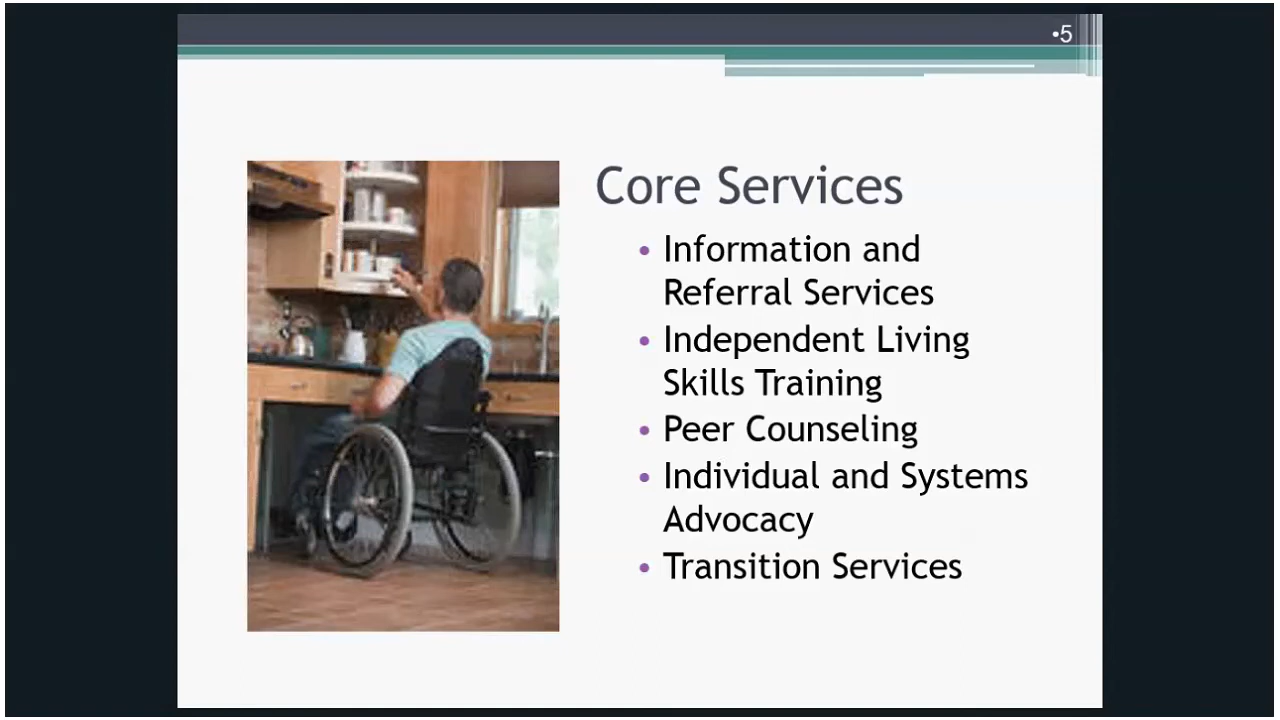 •5
Core Services
• Information and
Referral Services
• Independent Living
Skills Training
• Peer Counseling
• Individual and Systems
Advocacy
• Transition Services